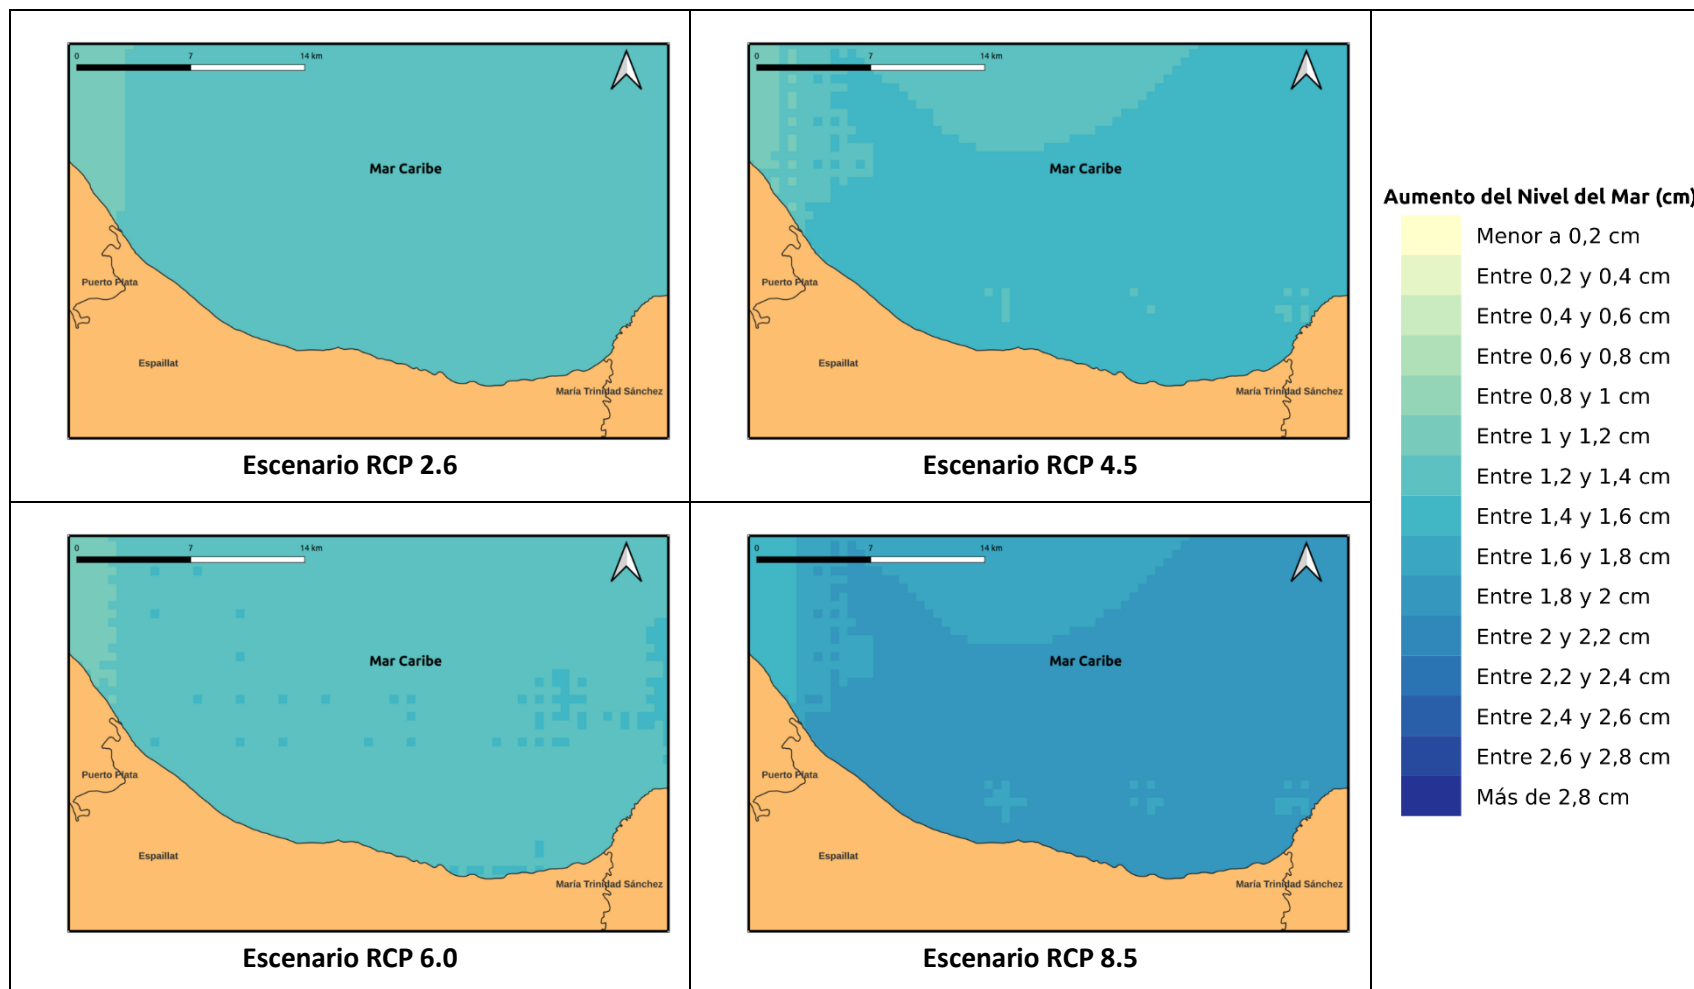 0 7 14 km
Mar Caribe
Puerto Plata
Espaillat
María Trinidad Sánchez
Escenario RCP 2.6
0 7 14 km
Mar Caribe
Puerto Plata
Espaillat
María Trinidad Sánchez
Escenario RCP 4.5
0 7 14 km
Mar Caribe
Puerto Plata
Espaillat
María Trinidad Sánchez
Escenario RCP 6.0
0 7 14 km
Mar Caribe
Puerto Plata
Espaillat
María Trinidad Sánchez
Escenario RCP 8.5
Aumento del Nivel del Mar (cm)
Menor a 0,2 cm
Entre 0,2 y 0,4 cm
Entre 0,4 y 0,6 cm
Entre 0,6 y 0,8 cm
Entre 0,8 y 1 cm
Entre 1 y 1,2 cm
Entre 1,2 y 1,4 cm
Entre 1,4 y 1,6 cm
Entre 1,6 y 1,8 cm
Entre 1,8 y 2 cm
Entre 2 y 2,2 cm
Entre 2,2 y 2,4 cm
Entre 2,4 y 2,6 cm
Entre 2,6 y 2,8 cm
Más de 2,8 cm